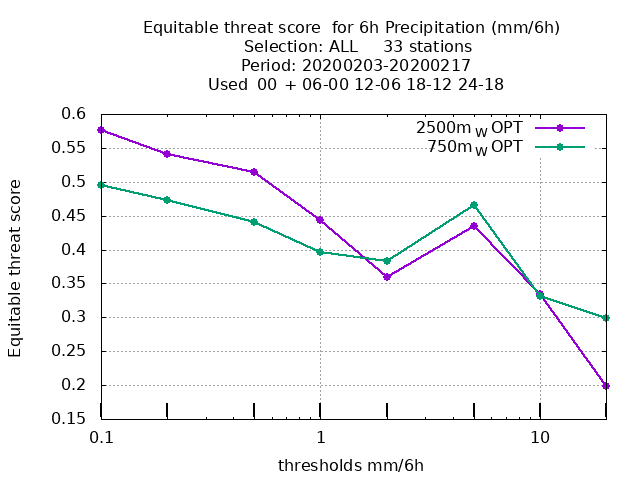 Equitable threat score  for 6h Precipitation (mm/6h)
Selection: ALL     33 stations
Period: 20200203-20200217
Used  00  + 06-00 12-06 18-12 24-18
2500m_W OPT
750m_W OPT
0.6
0.55
0.5
0.45
0.4
0.35
0.3
0.25
0.2
0.15
Equitable threat score
0.1 1 10
thresholds mm/6h